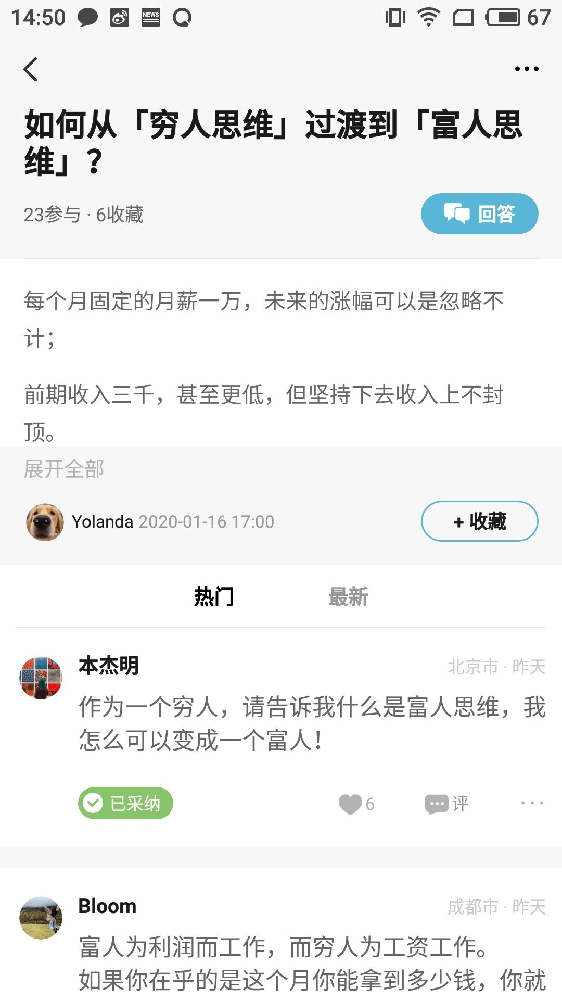 14:50
NEWS
67
如何从「穷人思维」过渡到「富人思
维」？
23参与 · 6收藏
回答
每个月固定的月薪一万，未来的涨幅可以是忽略不
计；
前期收入三千，甚至更低，但坚持下去收入上不封
顶。
展开全部
Yolanda 2020-01-16 17:00
+ 收藏
热门
最新
本杰明
北京市 · 昨天
作为一个穷人，请告诉我什么是富人思维，我
怎么可以变成一个富人！
已采纳
6
评
Bloom
成都市 · 昨天
富人为利润而工作，而穷人为工资工作。
如果你在乎的是这个月你能拿到多少钱，你就